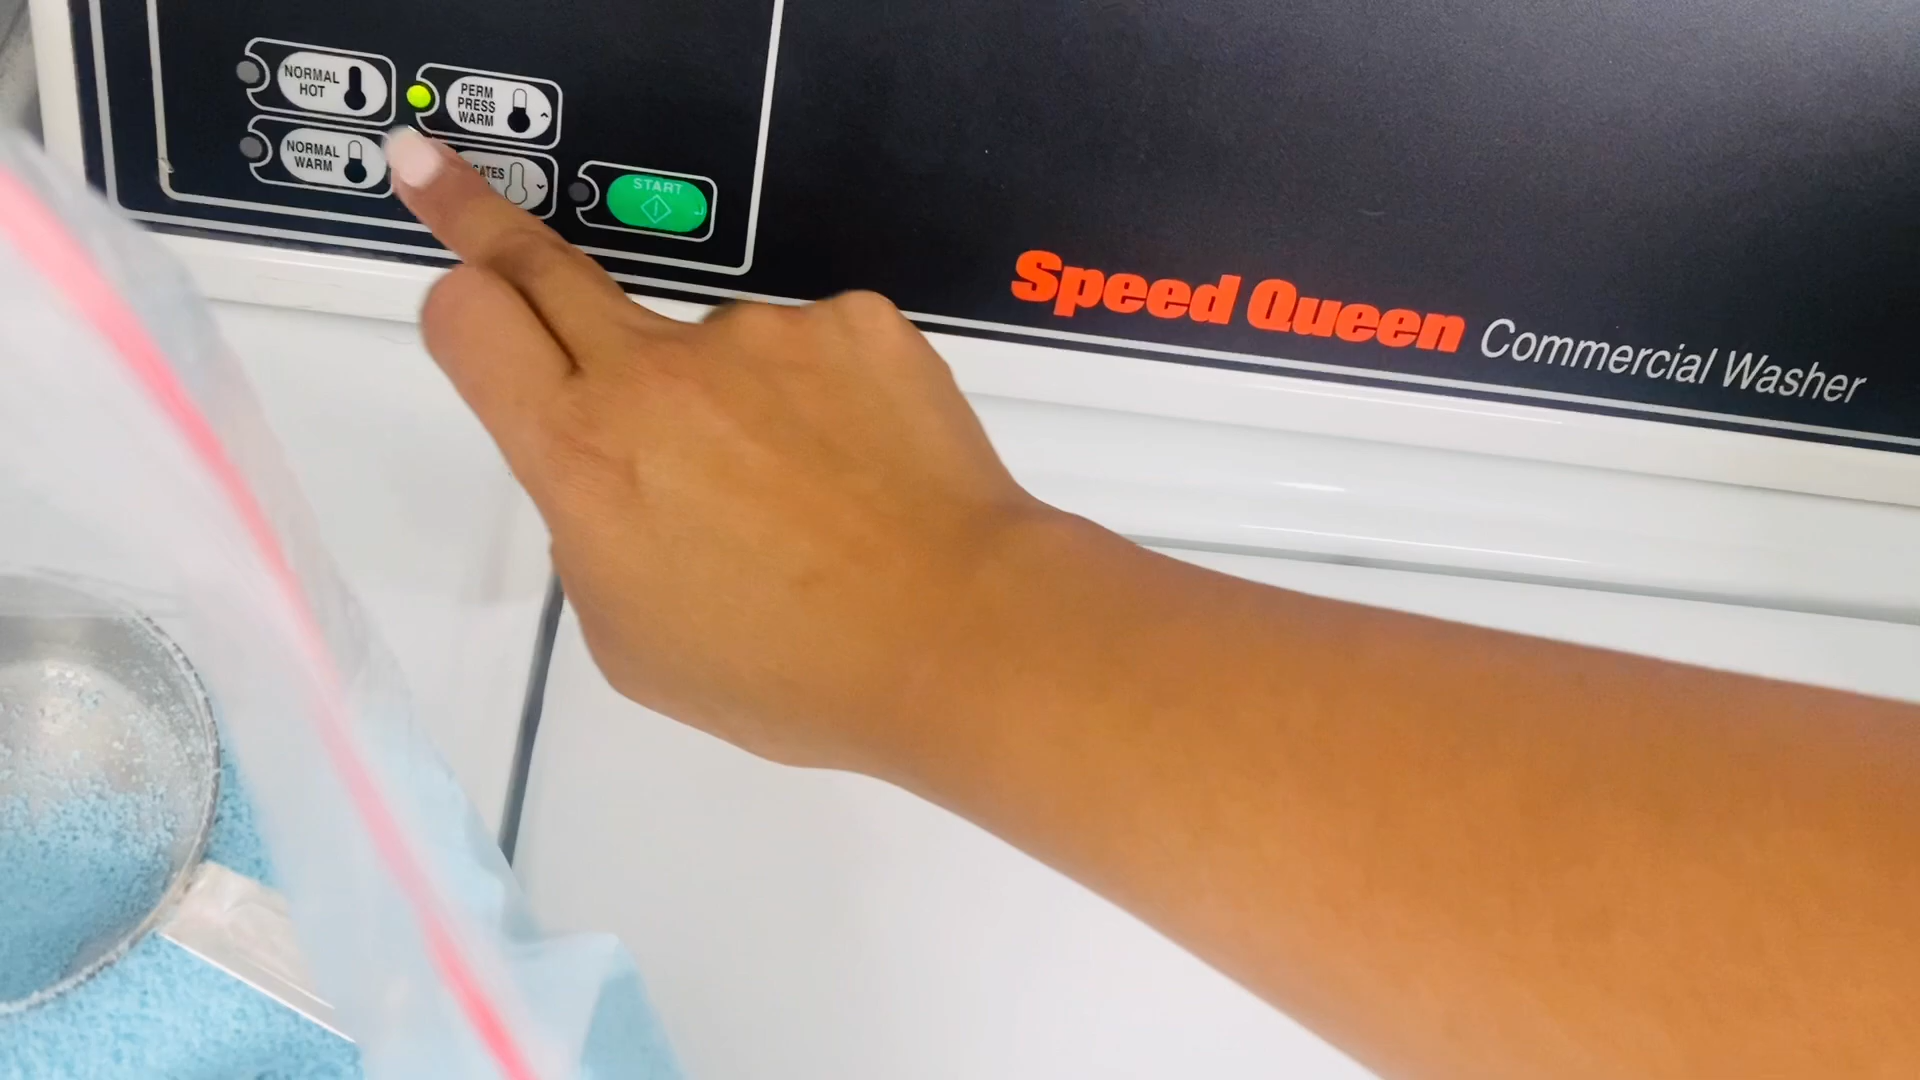 NORMAL
HOT
PERM
PRESS
WARM
NORMAL
WARM
START
Speed Queen Commercial Washer